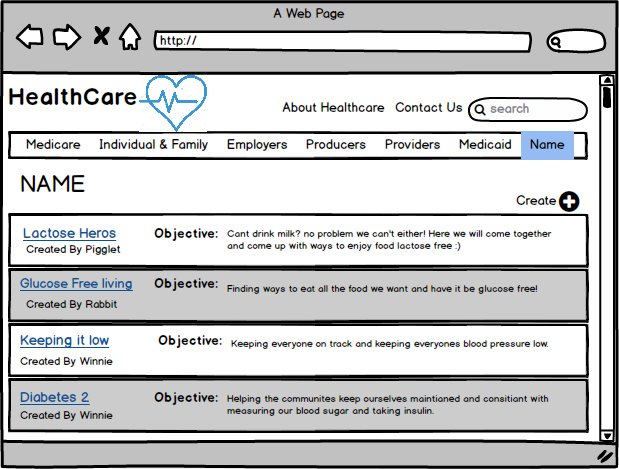 A Web Page
http://
HealthCare
About Healthcare Contact Us search
Medicare Individual & Family Employers Producers Providers Medicaid Name
NAME
Create
Lactose Heros
Created By Pigglet
Objective:
Cant drink milk? no problem we can't either! Here we will come together
and come up with ways to enjoy food lactose free :)
Glucose Free living
Created By Rabbit
Objective:
Finding ways to eat all the food we want and have it be glucose free!
Keeping it low
Created By Winnie
Objective:
Keeping everyone on track and keeping everyones blood pressure low.
Diabetes 2
Created By Winnie
Objective:
Helping the communites keep ourselves maintianed and consitiant with
measuring our blood sugar and taking insulin.